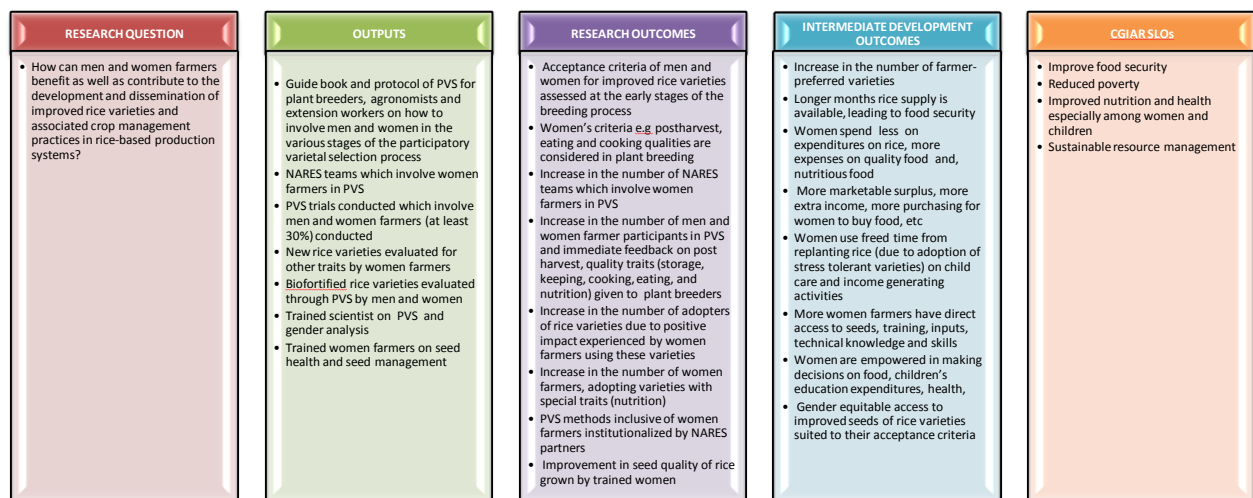 RESEARCH QUESTION
• How can men and women farmers
benefit as well as contribute to the
development and dissemination of
improved rice varieties and
associated crop management
practices in rice-based production
systems?
OUTPUTS
• Guide book and protocol of PVS for
plant breeders, agronomists and
extension workers on how to
involve men and women in the
various stages of the participatory
varietal selection process
• NARES teams which involve women
farmers in PVS
• PVS trials conducted which involve
men and women farmers (at least
30%) conducted
• New rice varieties evaluated for
other traits by women farmers
• Biofortified rice varieties evaluated
through PVS by men and women
• Trained scientist on PVS and
gender analysis
• Trained women farmers on seed
health and seed management
RESEARCH OUTCOMES
• Acceptance criteria of men and
women for improved rice varieties
assessed at the early stages of the
breeding process
• Women's criteria e.g postharvest,
eating and cooking qualities are
considered in plant breeding
• Increase in the number of NARES
teams which involve women
farmers in PVS
• Increase in the number of men and
women farmer participants in PVS
and immediate feedback on post
harvest, quality traits (storage,
keeping, cooking, eating, and
nutrition) given to plant breeders
• Increase in the number of adopters
of rice varieties due to positive
impact experienced by women
farmers using these varieties
• Increase in the number of women
farmers, adopting varieties with
special traits (nutrition)
• PVS methods inclusive of women
farmers institutionalized by NARES
partners
• Improvement in seed quality of rice
grown by trained women
INTERMEDIATE DEVELOPMENT
OUTCOMES
• Increase in the number of farmer-
preferred varieties
• Longer months rice supply is
available, leading to food security
• Women spend less on
expenditures on rice, more
expenses on quality food and,
nutritious food
• More marketable surplus, more
extra income, more purchasing for
women to buy food, etc
• Women use freed time from
replanting rice (due to adoption of
stress tolerant varieties) on child
care and income generating
activities
• More women farmers have direct
access to seeds, training, inputs,
technical knowledge and skills
• Women are empowered in making
decisions on food, children's
education expenditures, health,
• Gender equitable access to
improved seeds of rice varieties
suited to their acceptance criteria
CGIAR SLOs
• Improve food security
• Reduced poverty
• Improved nutrition and health
especially among women and
children
• Sustainable resource management